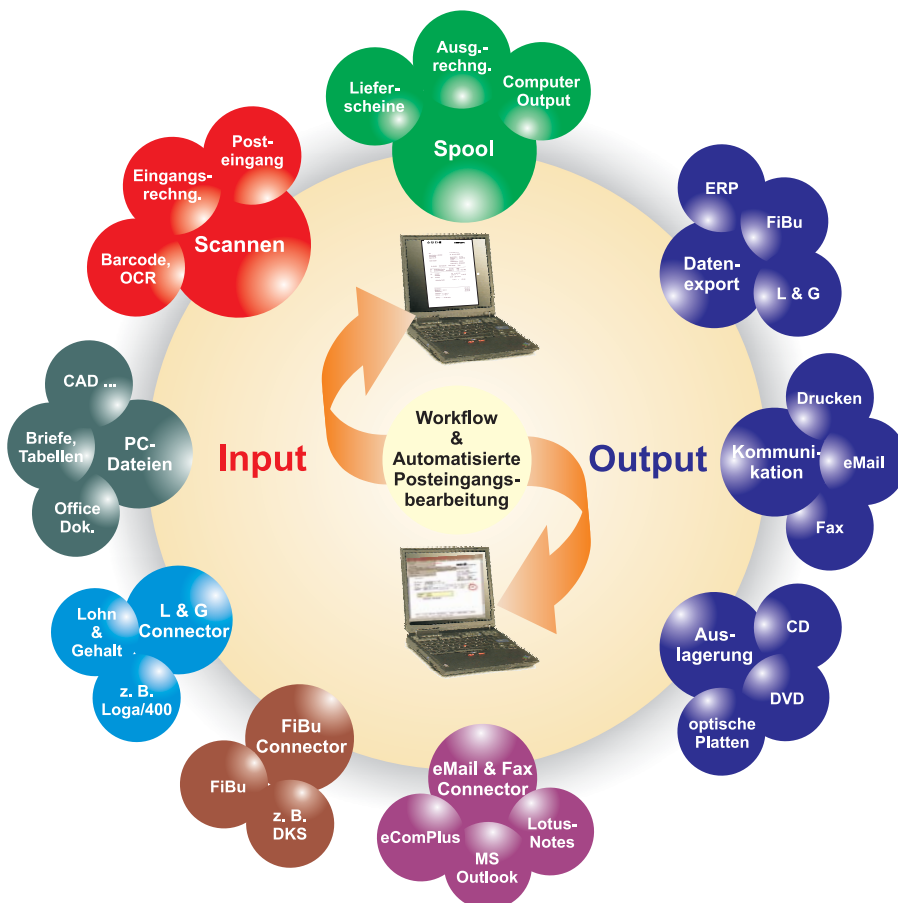 Ausg.-
rechng.
Liefer-
scheine
Computer
Output
Spool
Post-
eingang
Eingangs-
rechng.
Barcode,
OCR
Scannen
ERP
FiBu
L & G
Daten-
export
CAD ...
Briefe,
Tabellen
Office
Dok.
PC-
Dateien
Input
Workflow
&
Automatisierte
Posteingangs-
bearbeitung
Output
Drucken
Kommuni-
kation
eMail
Fax
L & G
Connector
Lohn
&
Gehalt
z. B.
Loga/400
Aus-
lagerung
CD
DVD
optische
Platten
FiBu
Connector
FiBu
z. B.
DKS
eMail & Fax
Connector
eComPlus
MS
Outlook
Lotus-
Notes